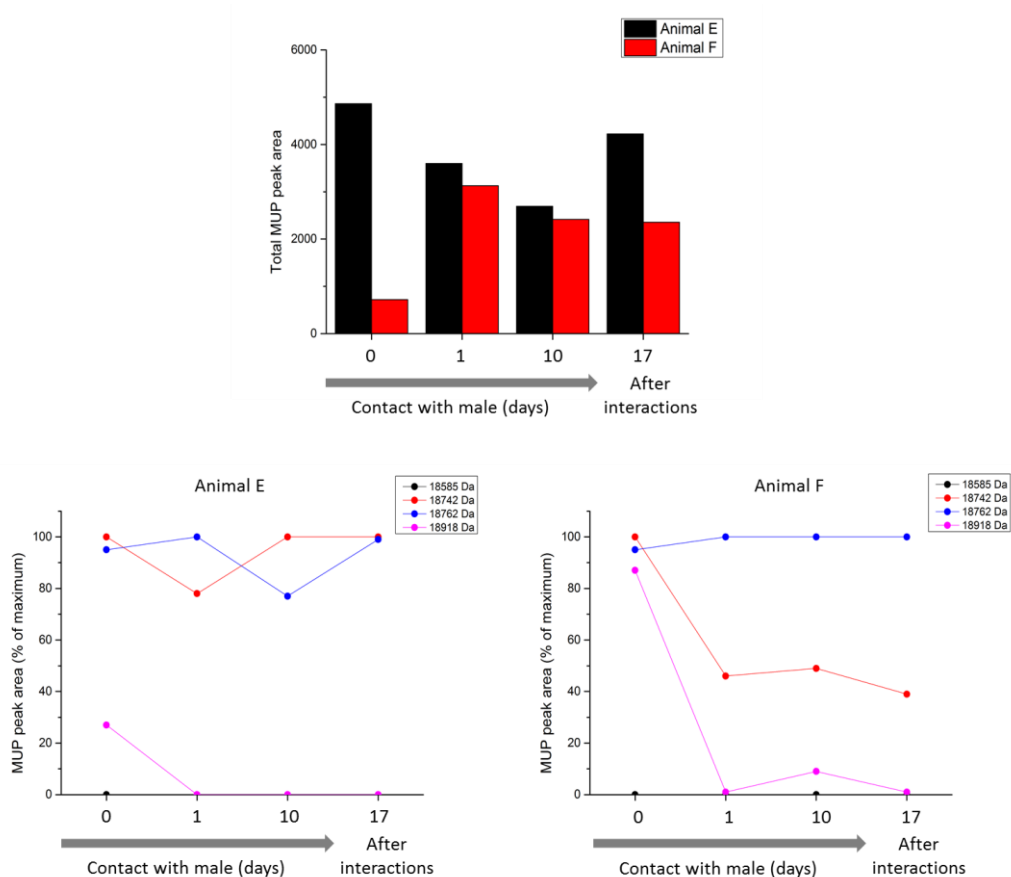 Animal E
Animal F
6000
4000
2000
0
Total MUP peak area
0 1 10 17
Contact with male (days)
After
interactions
Animal E
18585 Da
18742 Da
18762 Da
18918 Da
100
80
60
40
20
0
MUP peak area (% of maximum)
0 1 10 17
Contact with male (days)
After
interactions
Animal F
18585 Da
18742 Da
18762 Da
18918 Da
100
80
60
40
20
0
MUP peak area (% of maximum)
0 1 10 17
Contact with male (days)
After
interactions